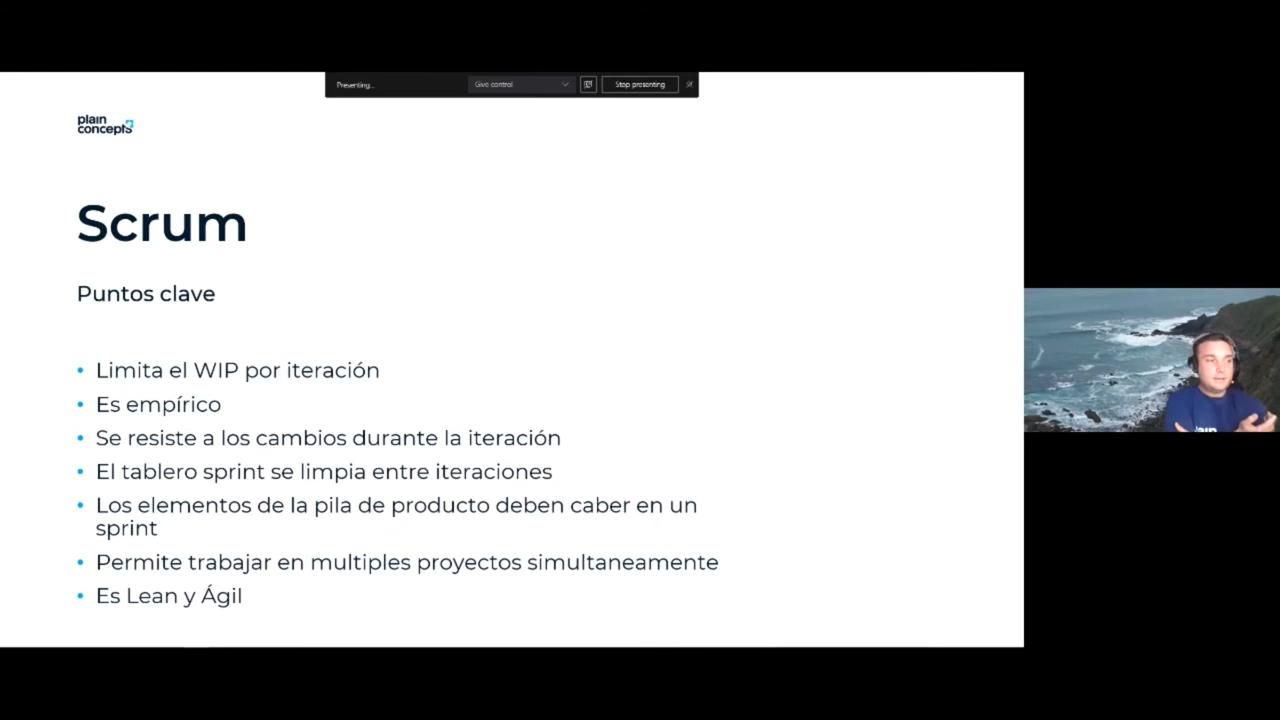 Presenting...
Give control
Stop presenting
plain
concepts
Scrum
Puntos clave
• Limita el WIP por iteración
• Es empírico
• Se resiste a los cambios durante la iteración
• El tablero sprint se limpia entre iteraciones
• Los elementos de la pila de producto deben caber en un
sprint
• Permite trabajar en multiples proyectos simultaneamente
• Es Lean y Ágil
plain